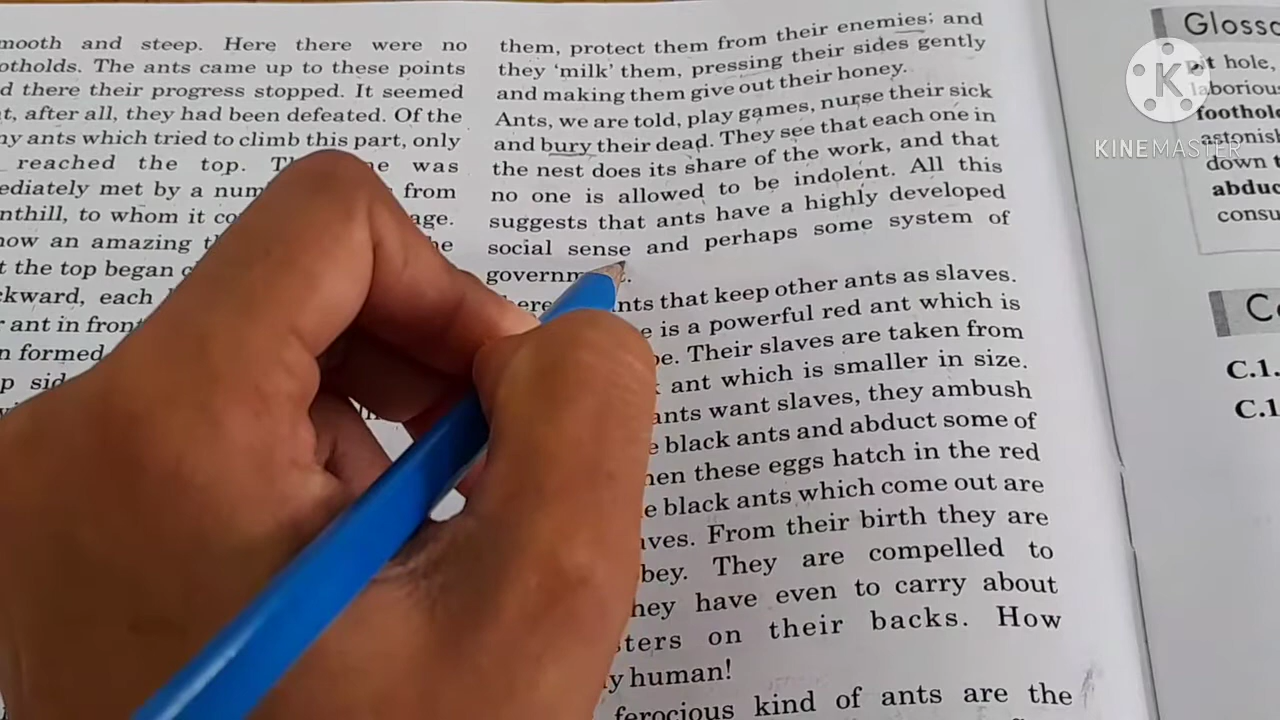 mooth and steep. Here there were no
otholds. The ants came up to these points
d there their progress stopped. It seemed
t, after all, they had been defeated. Of the
ny ants which tried to climb this part, only
reached the top. was
ediately met by a num from
nthill, to whom it co age.
now an amazing
t the top began
ckward, each
r ant in front
n formed
p sid
them, protect them from their enemies; and
they 'milk' them, pressing their sides gently
and making them give out their honey.
Ants, we are told, play games, nurse their sick
and bury their dead. They see that each one in
the nest does its share of the work, and that
no one is allowed to be indolent. All this
suggests that ants have a highly developed
social sense and perhaps some system of
governm .
here nts that keep other ants as slaves.
e is a powerful red ant which is
be. Their slaves are taken from
ant which is smaller in size.
ants want slaves, they ambush
e black ants and abduct some of
hen these eggs hatch in the red
e black ants which come out are
ves. From their birth they are
bey. They are compelled to
hey have even to carry about
sters on their backs. How
y human!
ferocious kind of ants are the
Glossa
pit hole,
laborious
foothold
astonish
down t
abduc
consu
C.1.
C.1
K
KINEMASTER